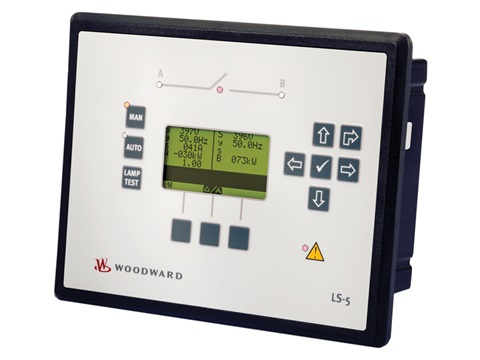 A B
MAN
AUTO
LAMP
TEST
397V S 396V
50.0Hz y 50.0Hz
041A s
-030kW B 073kW
1.00
WOODWARD
LS-5